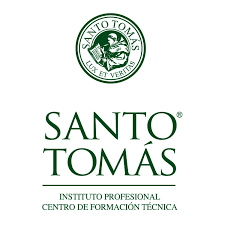 SANTO TOMÁS
LUX ET VERITAS
SANTO®
TOMÁS
INSTITUTO PROFESIONAL
CENTRO DE FORMACIÓN TÉCNICA